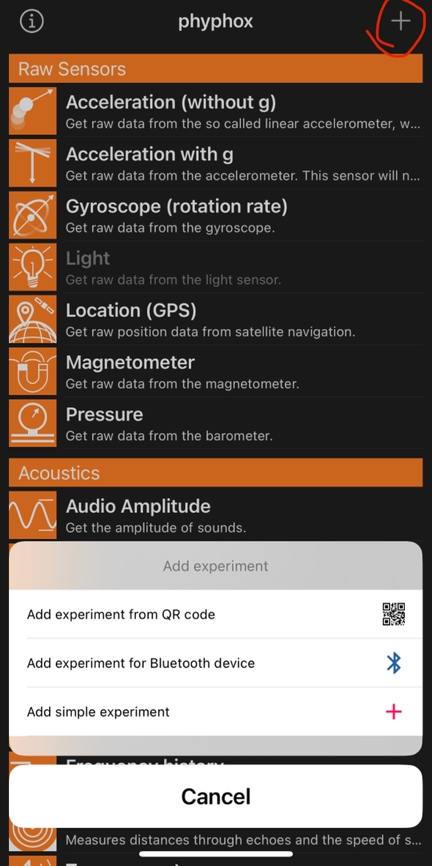 phyphox
Raw Sensors
Acceleration (without g)
Get raw data from the so called linear accelerometer, w...
Acceleration with g
Get raw data from the accelerometer. This sensor will n...
Gyroscope (rotation rate)
Get raw data from the gyroscope.
Light
Get raw data from the light sensor.
Location (GPS)
Get raw position data from satellite navigation.
Magnetometer
Get raw data from the magnetometer.
Pressure
Get raw data from the barometer.
Acoustics
Audio Amplitude
Get the amplitude of sounds.
Add experiment
Add experiment from QR code
Add experiment for Bluetooth device
Add simple experiment
Frequency history
Cancel
Measures distances through echoes and the speed of s...